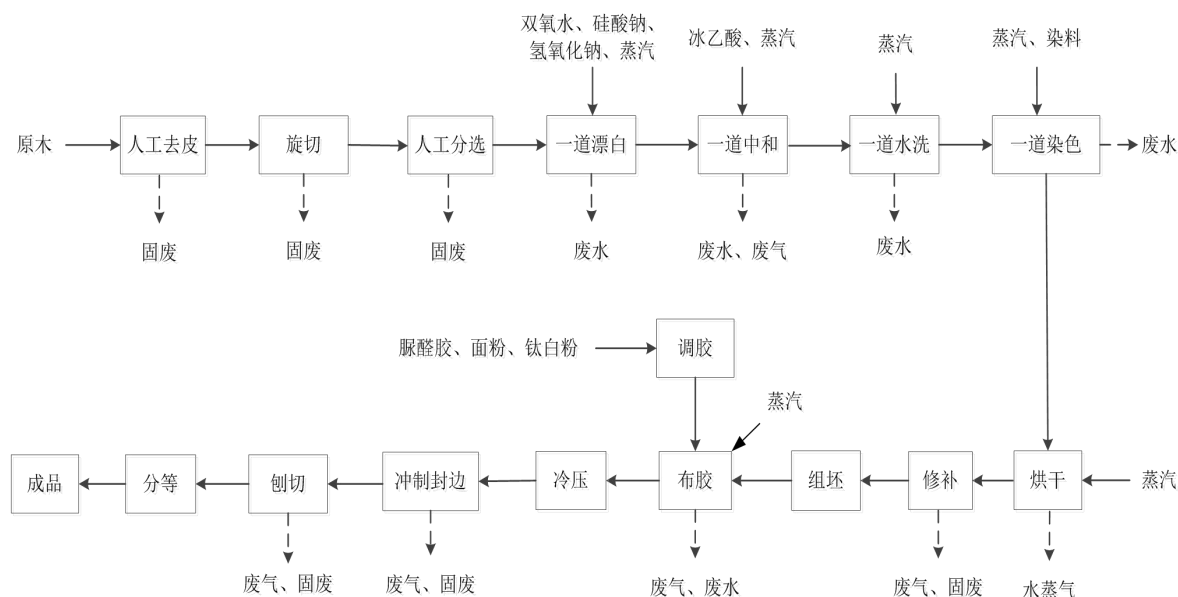 双氧水、硅酸钠、
氢氧化钠、蒸汽
冰乙酸、蒸汽
蒸汽
蒸汽、染料
原木
人工去皮
旋切
人工分选
一道漂白
一道中和
一道水洗
一道染色
废水
固废
固废
固废
废水
废水、废气
废水
脲醛胶、面粉、钛白粉
调胶
蒸汽
成品
分等
刨切
冲制封边
冷压
布胶
组坯
修补
烘干
蒸汽
废气、固废
废气、固废
废气、废水
废气、固废
水蒸气